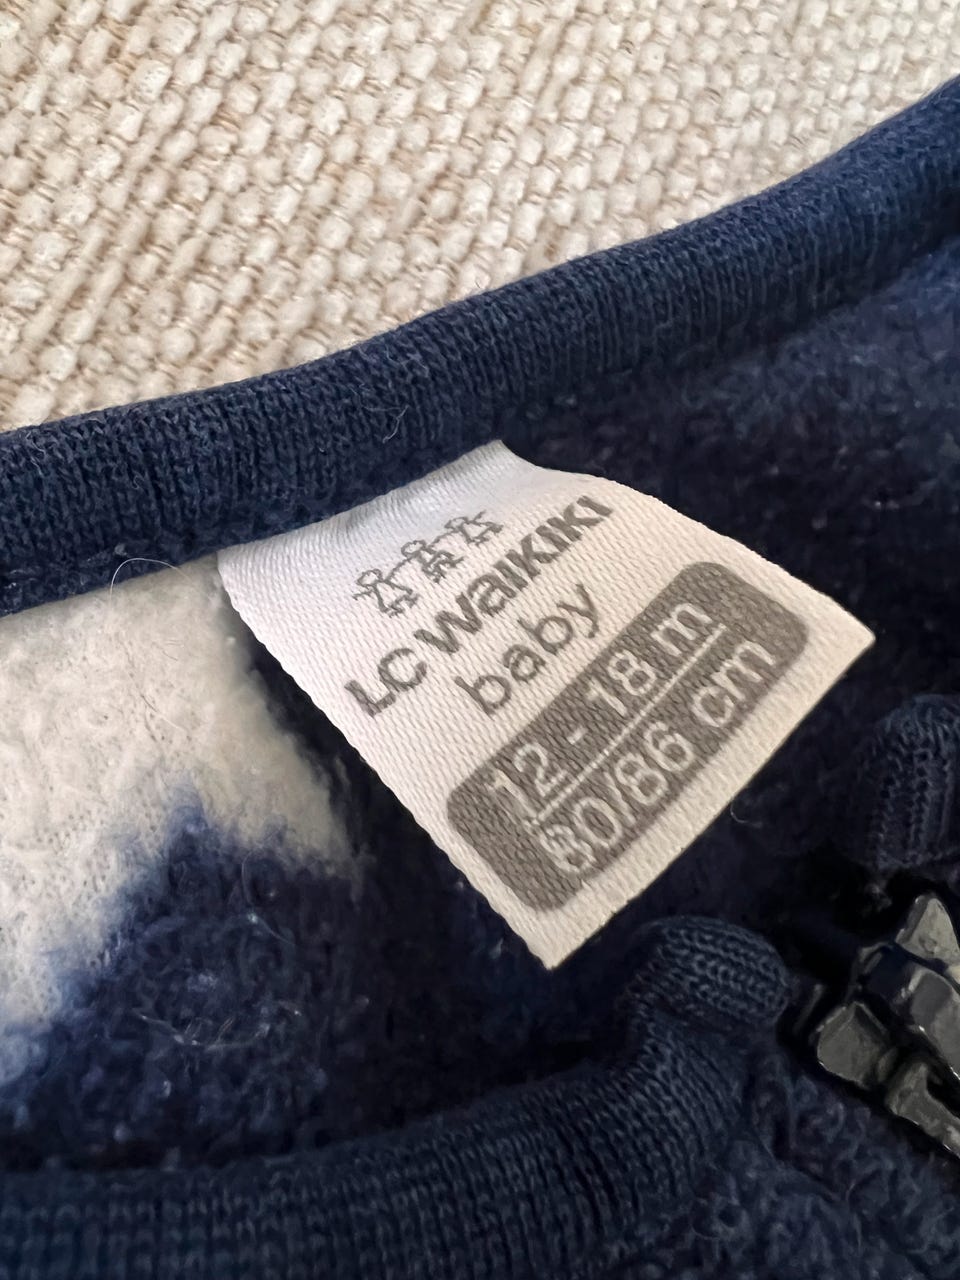 LC WAIKIKI
baby
12 - 18 m
80/86 cm